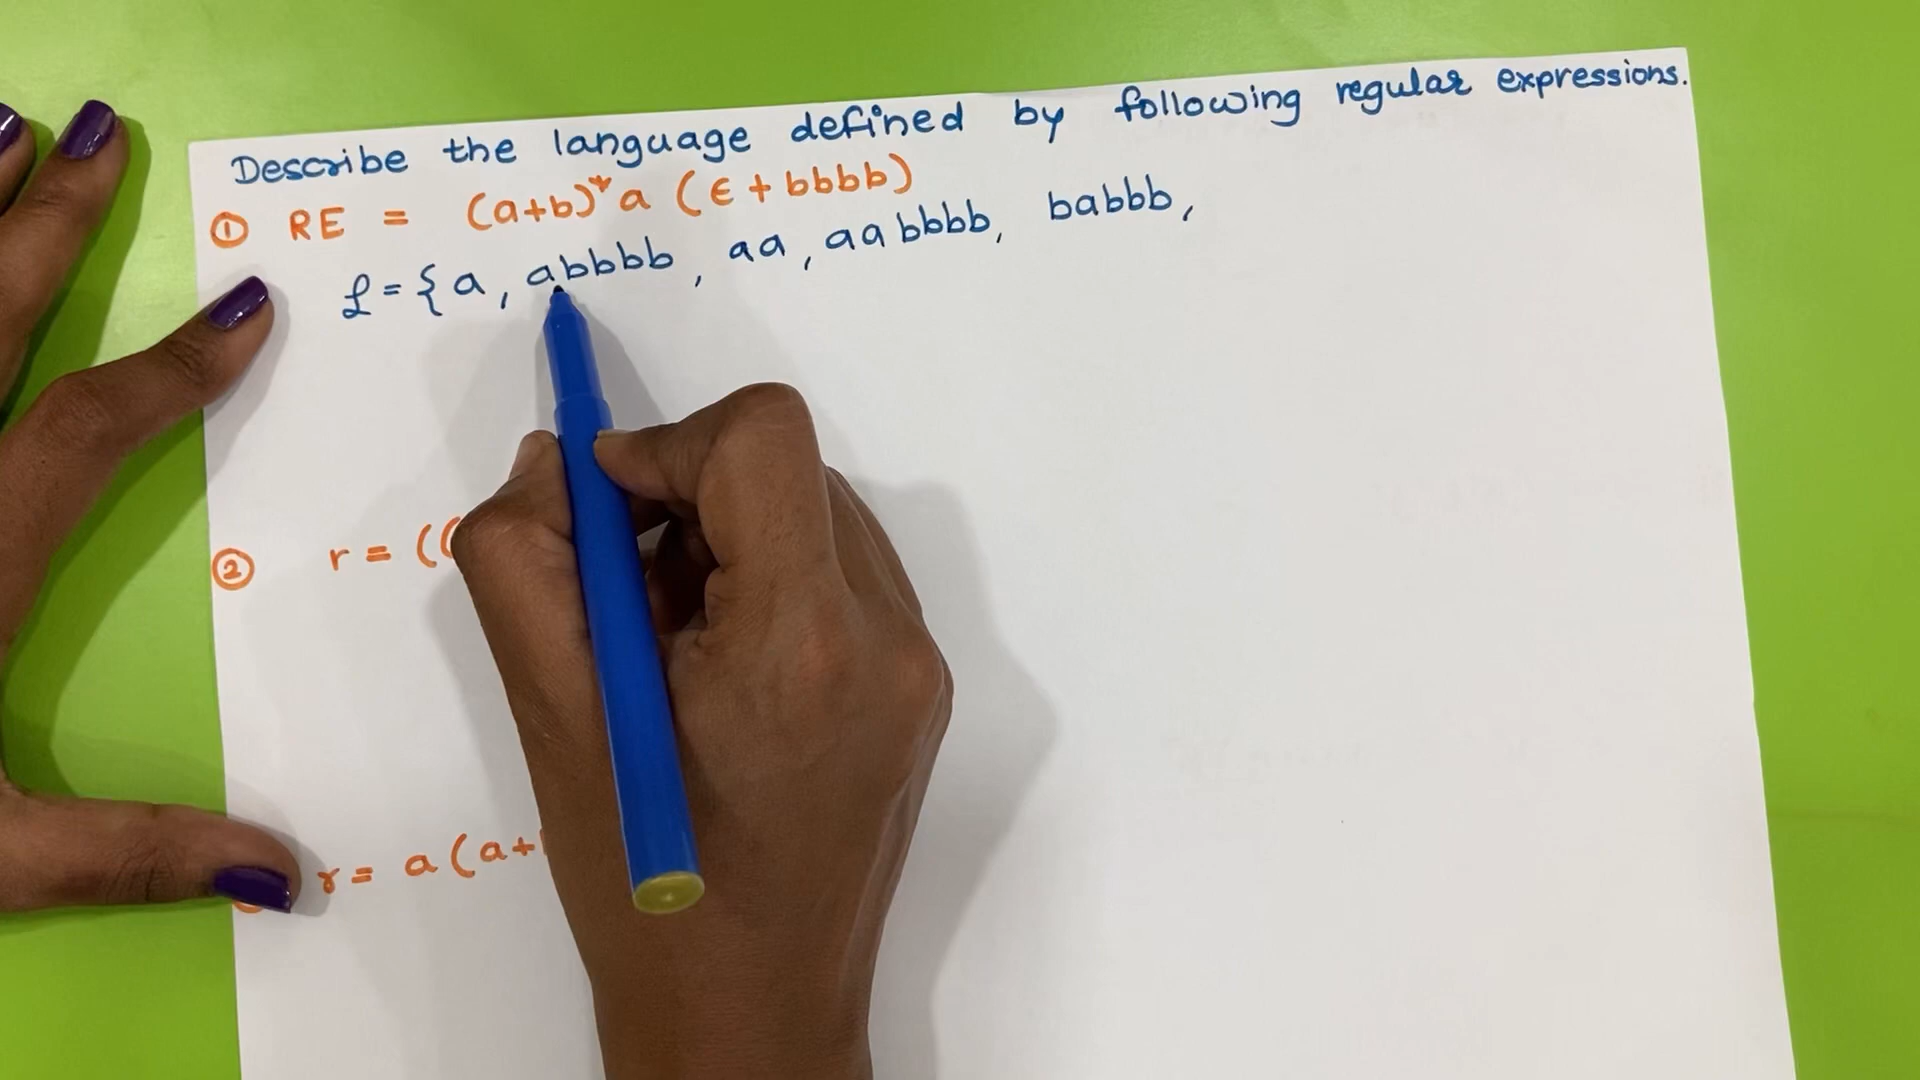 Describe the language defined by following regular expressions.
① RE = (a+b)* a (ε + bbbb)
L = { a, abbbb, aa, aabbbb, babbb,
② r = ((
r = a (a+